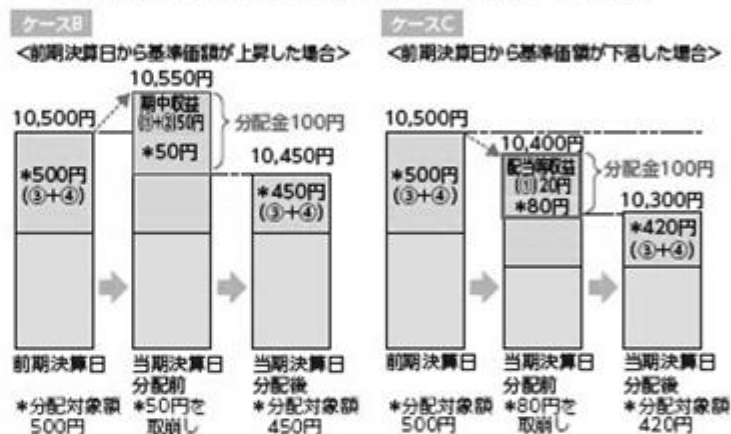 ケースB
<前期決算日から基準価額が上昇した場合>
10,550円
10,500円
期中収益
(①+②)50円
*50円
分配金100円
10,450円
*500円
(③+④)
*450円
(③+④)
前期決算日
当期決算日
分配前
当期決算日
分配後
*分配対象額
500円
*50円を
取崩し
*分配対象額
450円
ケースC
<前期決算日から基準価額が下落した場合>
10,500円
10,400円
配当等収益
(①)20円
*80円
分配金100円
10,300円
*500円
(③+④)
*420円
(③+④)
前期決算日
当期決算日
分配前
当期決算日
分配後
*分配対象額
500円
*80円を
取崩し
*分配対象額
420円